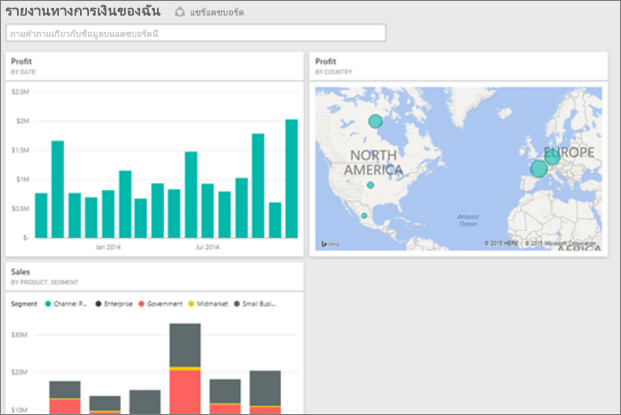 รายงานทางการเงินของฉัน
แชร์แดชบอร์ด
ถามคำถามเกี่ยวกับข้อมูลบนแดชบอร์ดนี้
Profit
BY DATE
$2.5M
$2M
$1.5M
$1M
$0.5M
$-
Jan 2014
Jul 2014
Profit
BY COUNTRY
NORTH
AMERICA
EUROPE
Atlantic
Ocean
AFRICA
bing
© 2015 HERE © 2015 Microsoft Corporation
Sales
BY PRODUCT, SEGMENT
Segment Channel P... Enterprise Government Midmarket Small Busi...
$30M
$20M
$10M